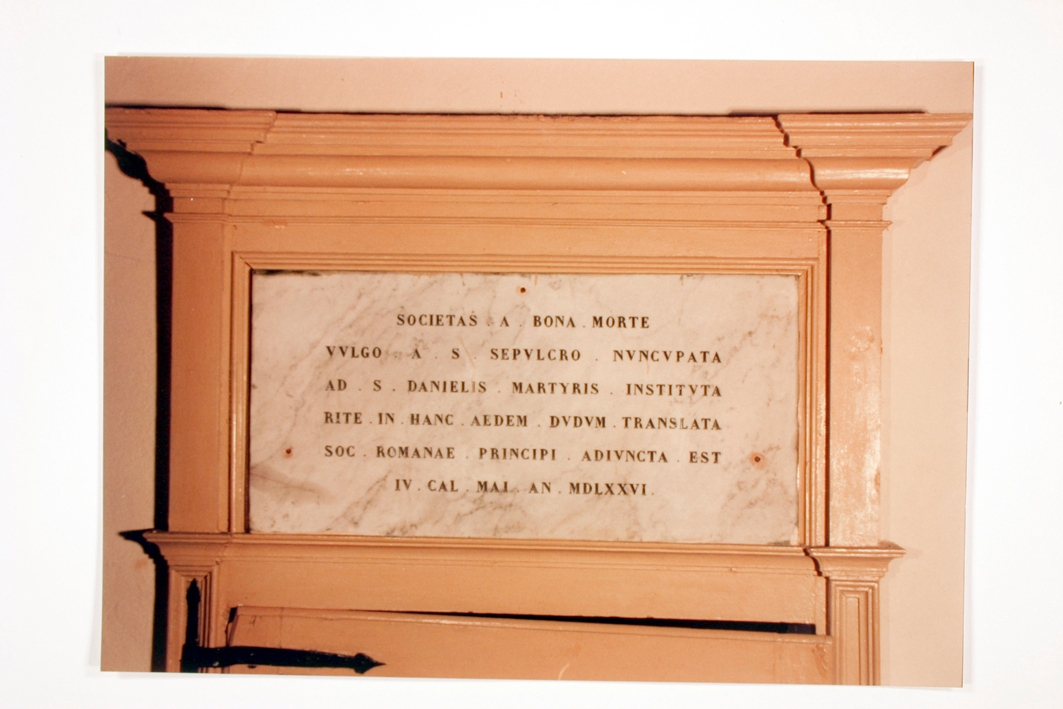 SOCIETAS . A . BONA . MORTE
VVLGO . A . S . SEPVLCRO . NVNCVPATA
AD . S . DANIELIS . MARTYRIS . INSTITVTA
RITE . IN . HANC . AEDEM . DVDVM . TRANSLATA
SOC . ROMANAE . PRINCIPI . ADIVNCTA . EST
IV . CAL . MAI . AN . MDLXXVI .